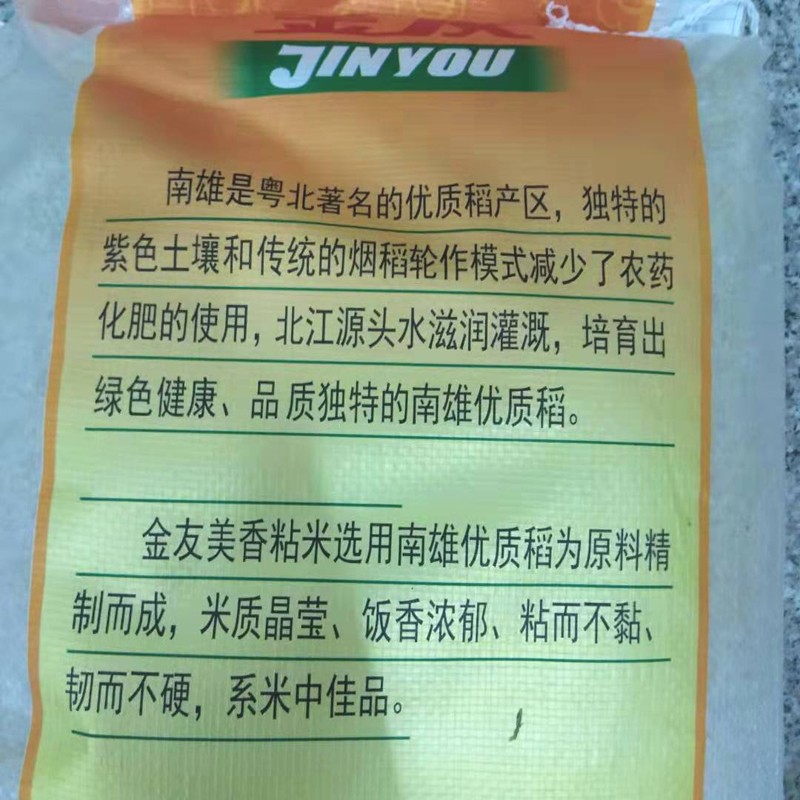 JINYOU
南雄是粤北著名的优质稻产区，独特的
紫色土壤和传统的烟稻轮作模式减少了农药
化肥的使用，北江源头水滋润灌溉，培育出
绿色健康、品质独特的南雄优质稻。
金友美香粘米选用南雄优质稻为原料精
制而成，米质晶莹、饭香浓郁、粘而不黏、
韧而不硬，系米中佳品。